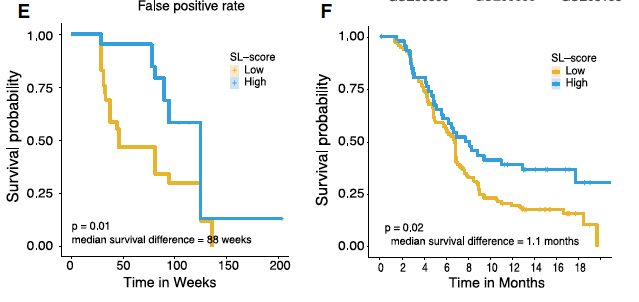 False positive rate
E
1.00
0.75
0.50
0.25
0.00
Survival probability
SL–score
Low
High
p = 0.01
median survival difference = 88 weeks
0 50 100 150 200
Time in Weeks
F
1.00
0.75
0.50
0.25
0.00
Survival probability
SL–score
Low
High
p = 0.02
median survival difference = 1.1 months
0 2 4 6 8 10 12 14 16 18
Time in Months